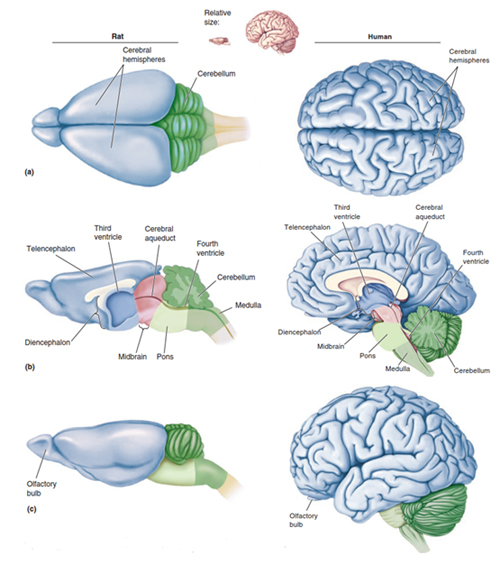 Relative
size:
Rat
Human
Cerebral
hemispheres
Cerebellum
Cerebral
hemispheres
(a)
Third
ventricle
Cerebral
aqueduct
Fourth
ventricle
Telencephalon
Cerebellum
Medulla
Diencephalon
Midbrain
Pons
Third
ventricle
Cerebral
aqueduct
Telencephalon
Fourth
ventricle
Diencephalon
Midbrain
Pons
Medulla
Cerebellum
(b)
Olfactory
bulb
Olfactory
bulb
(c)